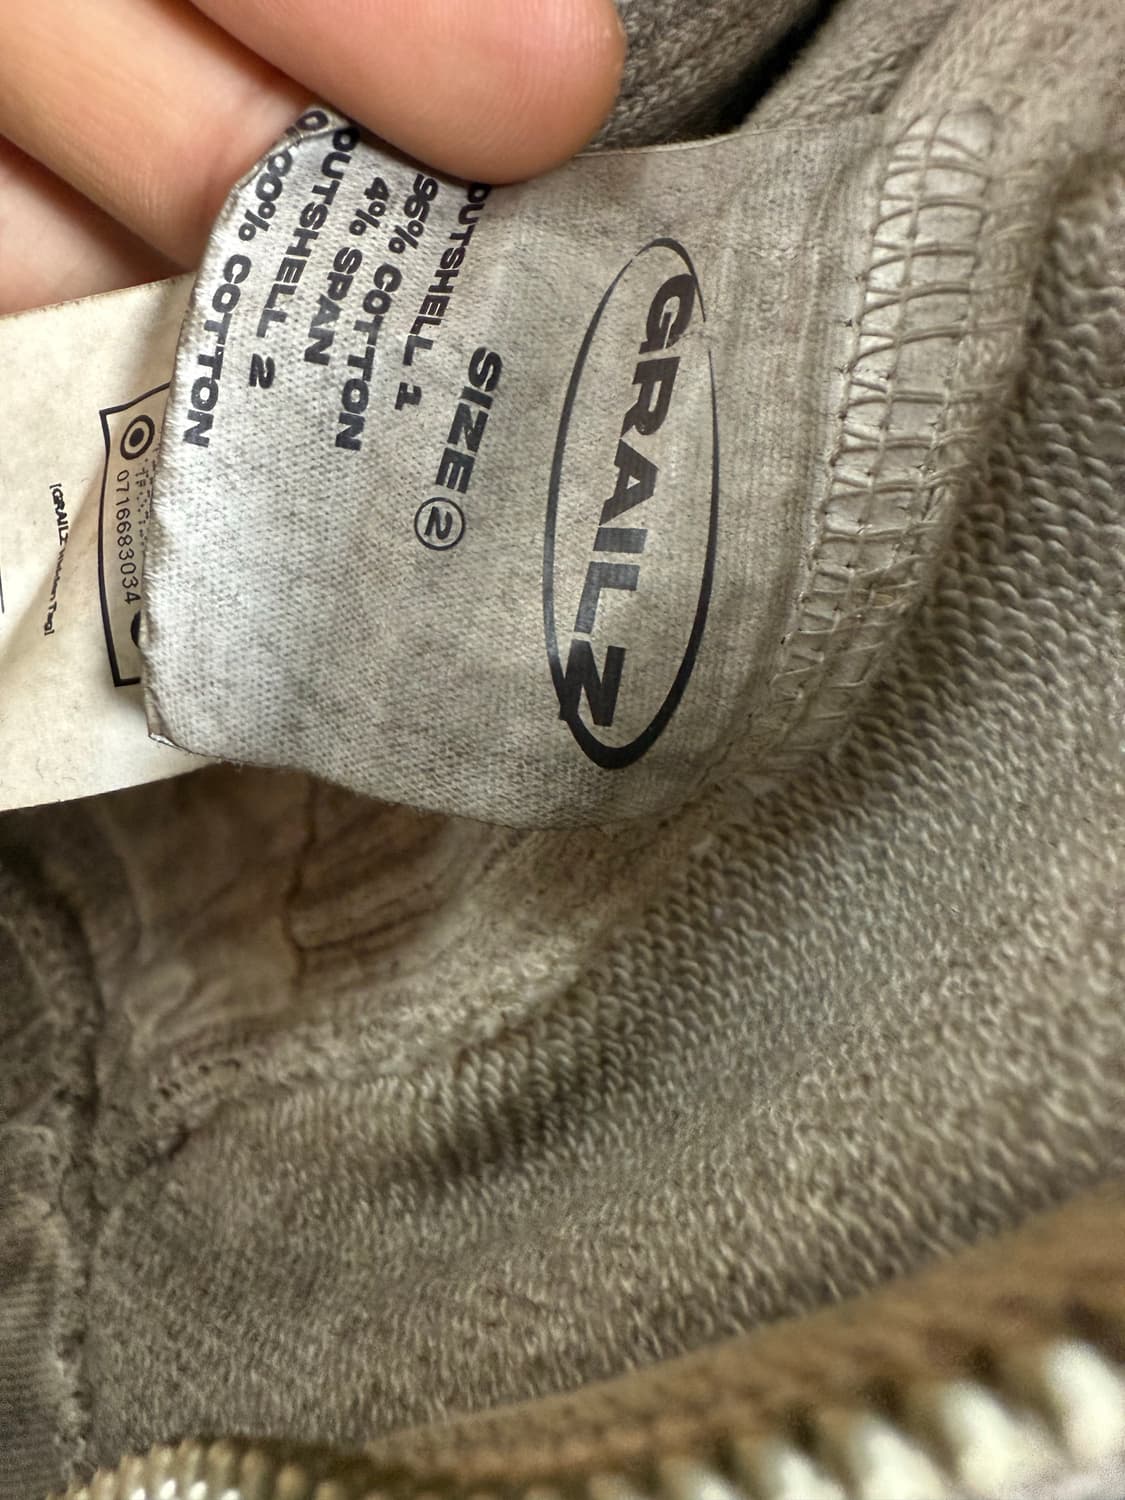 GRAILZ
SIZE 2
OUTSHELL 1
96% COTTON
4% SPAN
OUTSHELL 2
100% COTTON
0716683034